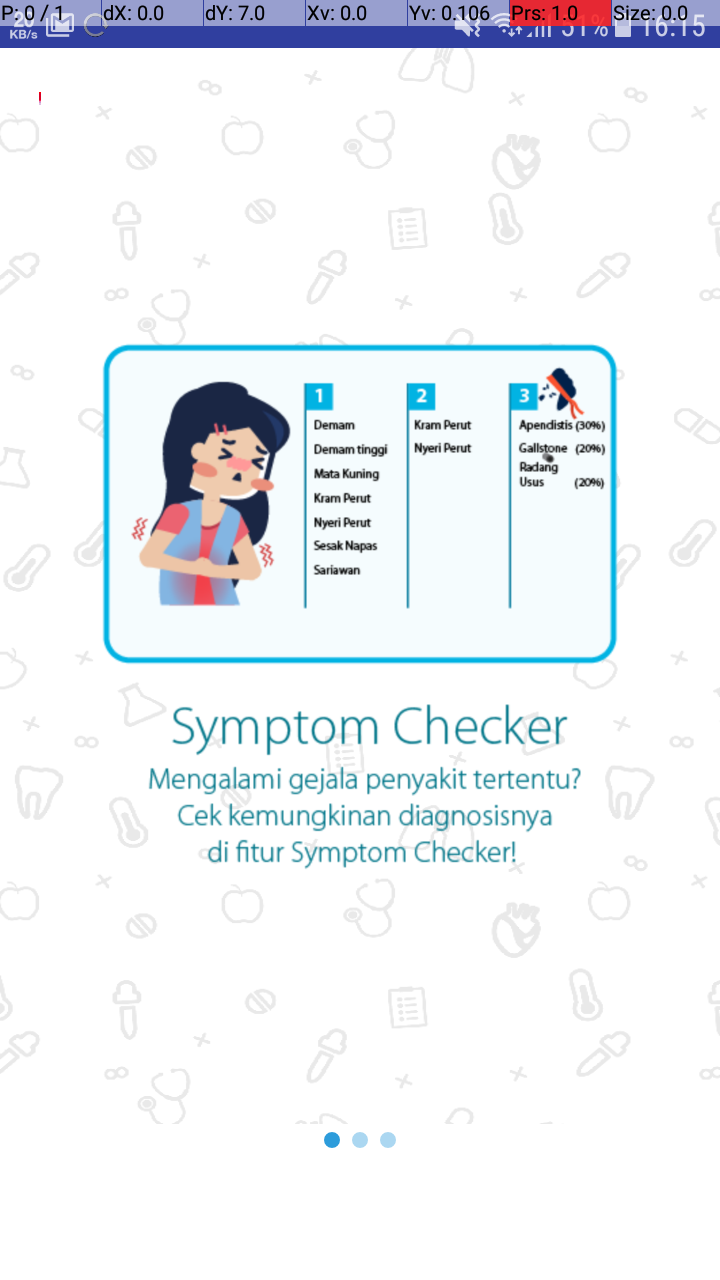 P: 0 / 1 dX: 0.0 dY: 7.0 Xv: 0.0 Yv: 0.106 Prs: 1.0 Size: 0.0
KB/s 51% 16:15
1 2 3
Demam Kram Perut Apendistis (30%)
Demam tinggi Nyeri Perut Gallstone (20%)
Mata Kuning Radang
Kram Perut Usus (20%)
Nyeri Perut
Sesak Napas
Sariawan
Symptom Checker
Mengalami gejala penyakit tertentu?
Cek kemungkinan diagnosisnya
di fitur Symptom Checker!